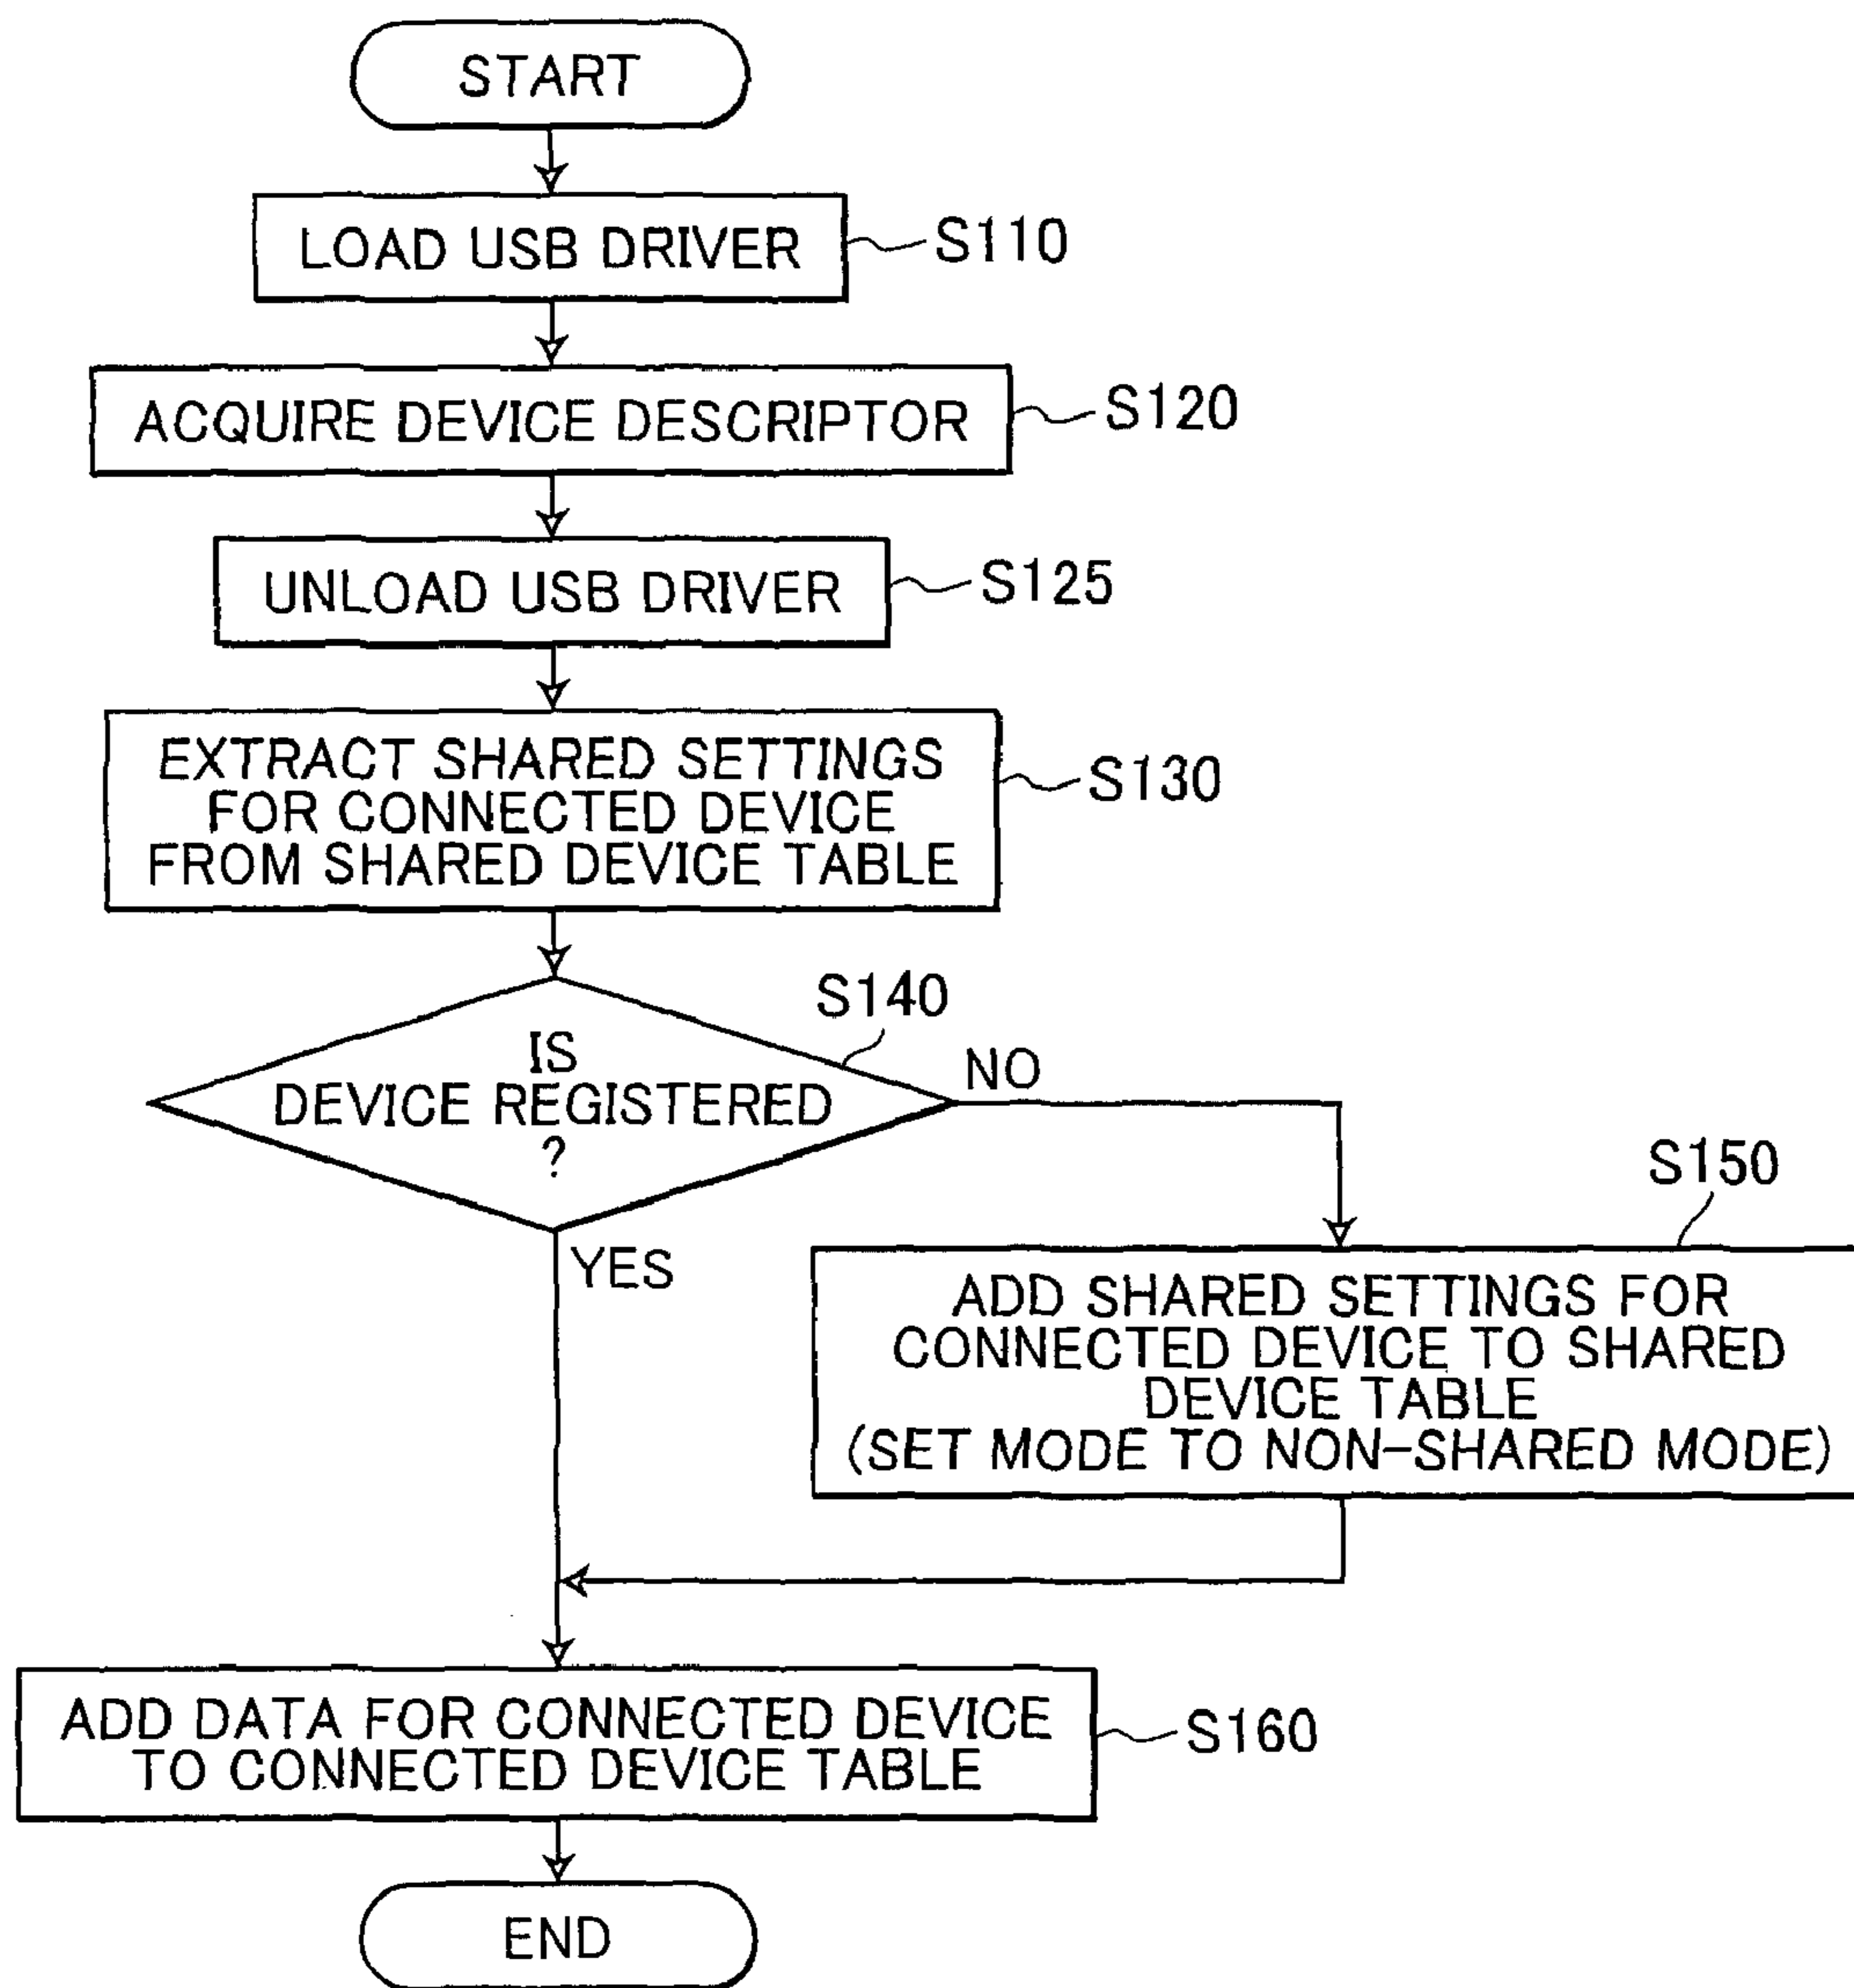 START
LOAD USB DRIVER
S110
ACQUIRE DEVICE DESCRIPTOR
S120
UNLOAD USB DRIVER
S125
EXTRACT SHARED SETTINGS
FOR CONNECTED DEVICE
FROM SHARED DEVICE TABLE
S130
S140
IS
DEVICE REGISTERED
?
NO
YES
S150
ADD SHARED SETTINGS FOR
CONNECTED DEVICE TO SHARED
DEVICE TABLE
(SET MODE TO NON-SHARED MODE)
ADD DATA FOR CONNECTED DEVICE
TO CONNECTED DEVICE TABLE
S160
END